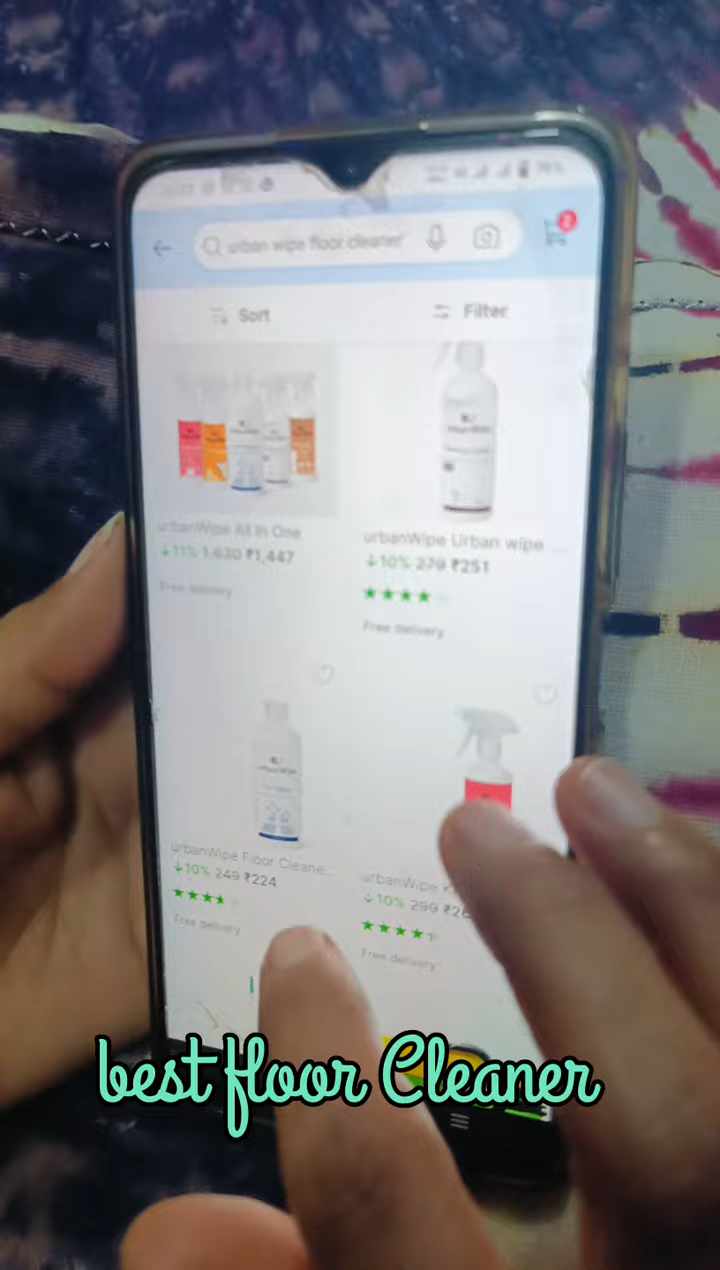 urban wipe floor cleaner
2
Sort
Filter
urbanWipe All In One
↓11% 1,630 ₹1,447
Free delivery
urbanWipe Urban wipe ...
↓10% 279 ₹251
Free delivery
urbanWipe Floor Cleane...
↓10% 249 ₹224
Free delivery
urbanWipe
↓10% 299
Free delivery
best floor Cleaner